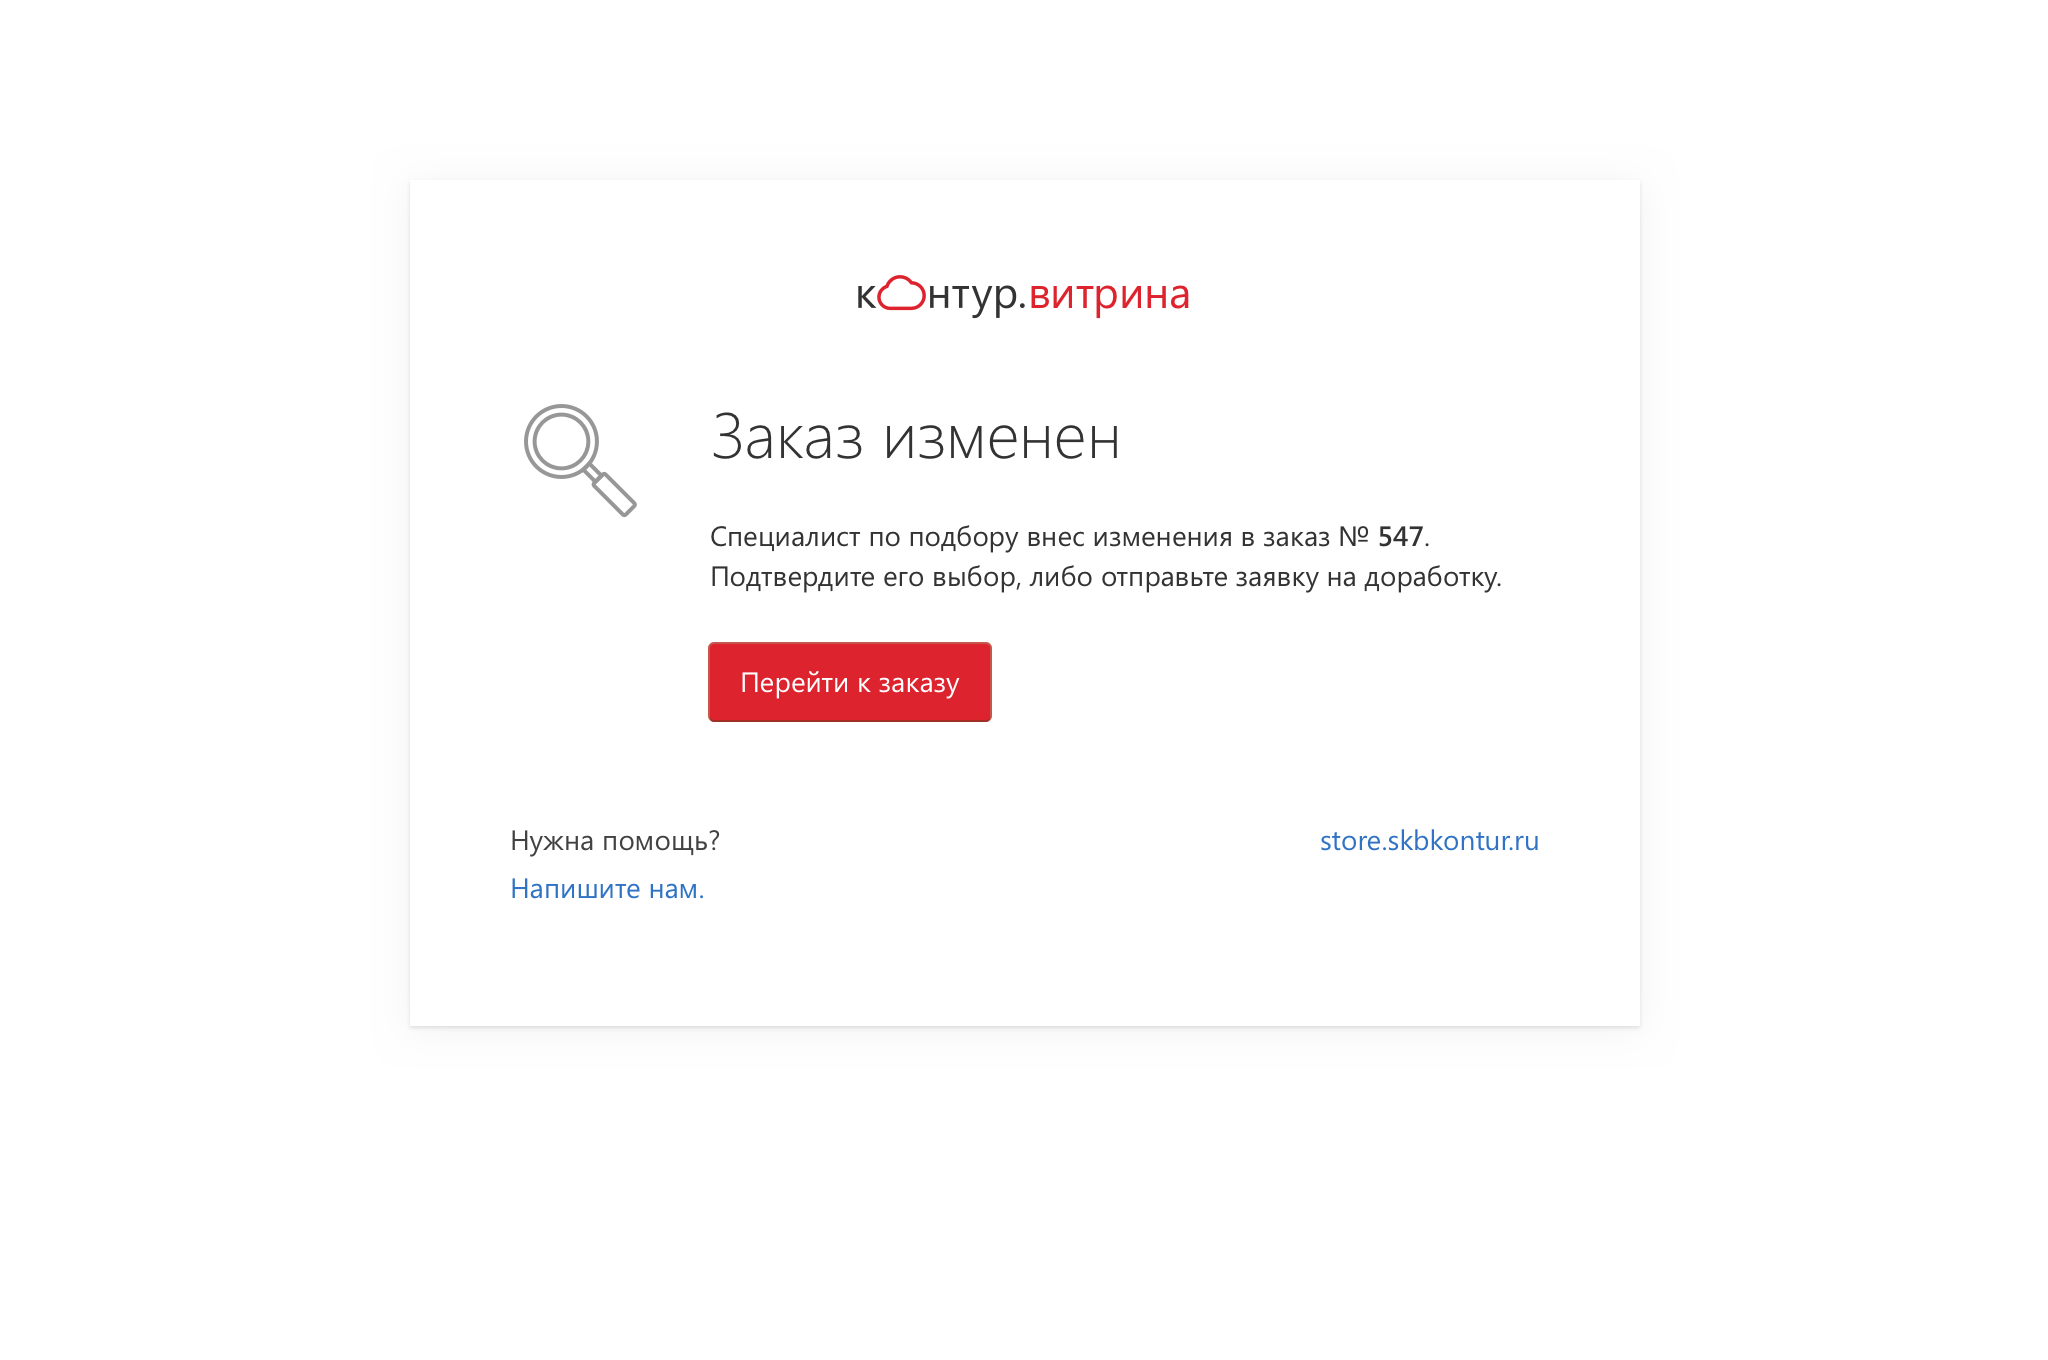 контур.витрина
Заказ изменен
Специалист по подбору внес изменения в заказ № 547.
Подтвердите его выбор, либо отправьте заявку на доработку.
Перейти к заказу
Нужна помощь?
store.skbkontur.ru
Напишите нам.